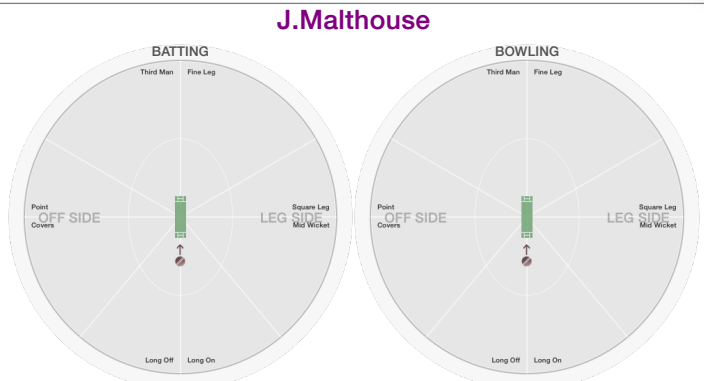 J.Malthouse
BATTING
Third Man Fine Leg
Point
OFF SIDE
Covers
Square Leg
LEG SIDE
Mid Wicket
Long Off Long On
BOWLING
Third Man Fine Leg
Point
OFF SIDE
Covers
Square Leg
LEG SIDE
Mid Wicket
Long Off Long On